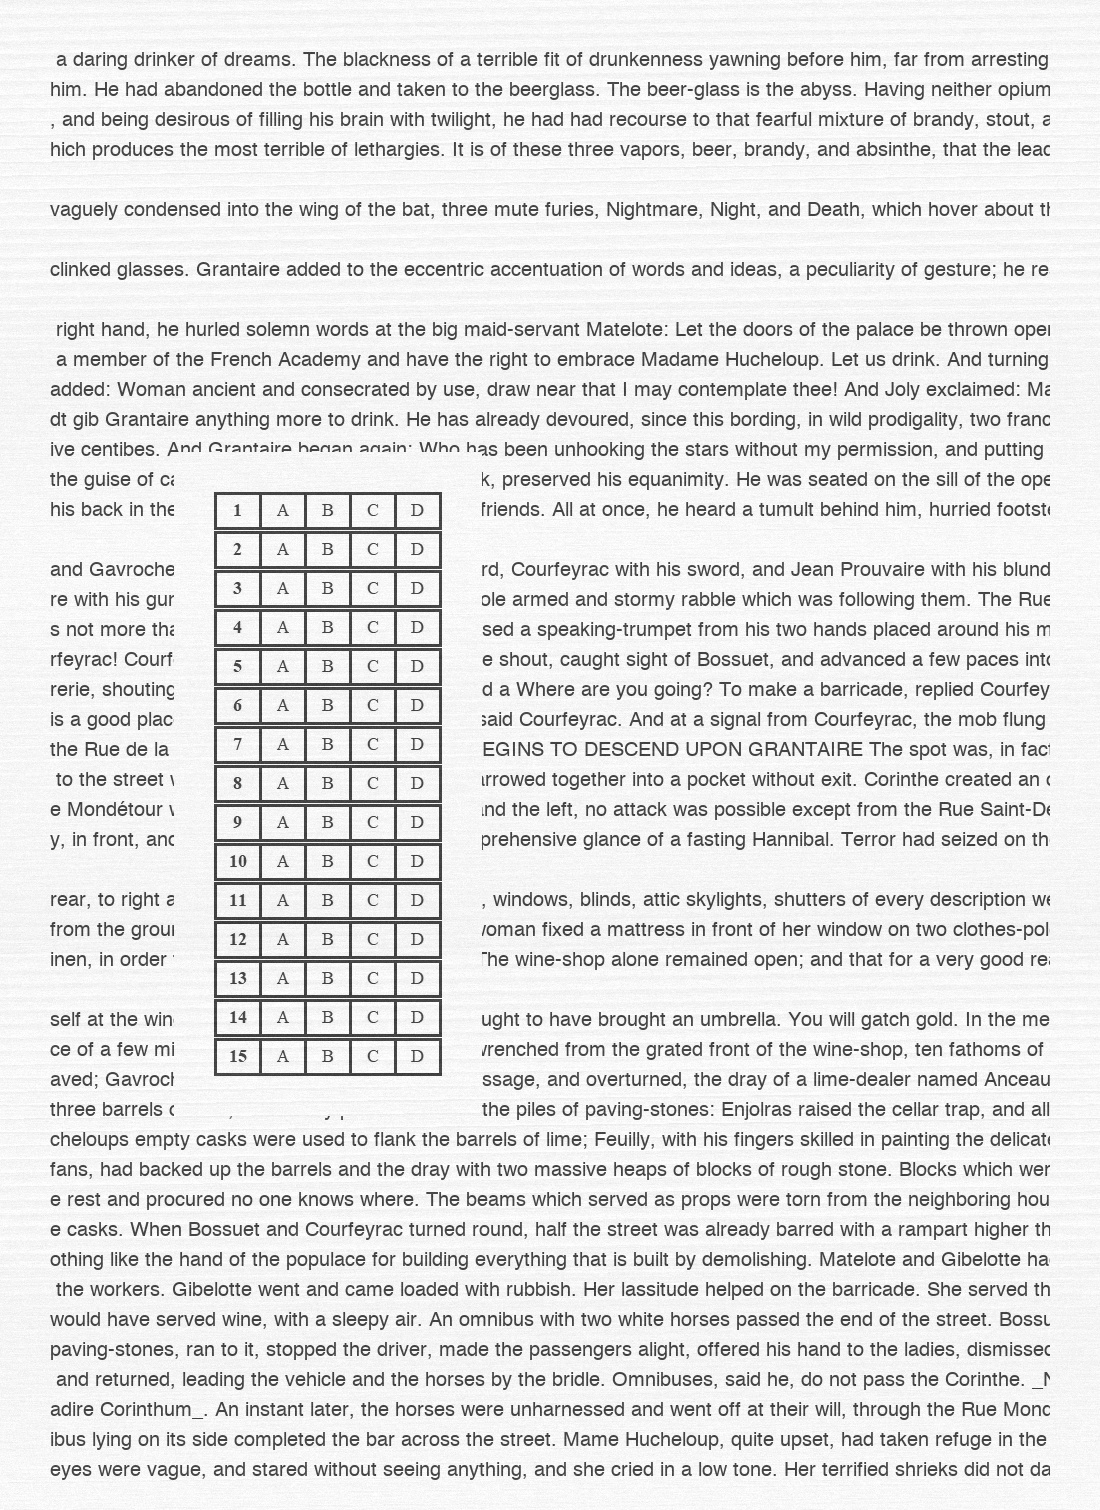 a daring drinker of dreams. The blackness of a terrible fit of drunkenness yawning before him, far from arresting
him. He had abandoned the bottle and taken to the beerglass. The beer-glass is the abyss. Having neither opium
, and being desirous of filling his brain with twilight, he had had recourse to that fearful mixture of brandy, stout, a
hich produces the most terrible of lethargies. It is of these three vapors, beer, brandy, and absinthe, that the lead
vaguely condensed into the wing of the bat, three mute furies, Nightmare, Night, and Death, which hover about th
clinked glasses. Grantaire added to the eccentric accentuation of words and ideas, a peculiarity of gesture; he re
right hand, he hurled solemn words at the big maid-servant Matelote: Let the doors of the palace be thrown open
a member of the French Academy and have the right to embrace Madame Hucheloup. Let us drink. And turning
added: Woman ancient and consecrated by use, draw near that I may contemplate thee! And Joly exclaimed: Ma
dt gib Grantaire anything more to drink. He has already devoured, since this bording, in wild prodigality, two franc
ive centibes. And Grantaire began again: Who has been unhooking the stars without my permission, and putting
the guise of ca k, preserved his equanimity. He was seated on the sill of the ope
his back in the friends. All at once, he heard a tumult behind him, hurried footste
and Gavroche rd, Courfeyrac with his sword, and Jean Prouvaire with his blund
re with his gun ole armed and stormy rabble which was following them. The Rue
s not more tha sed a speaking-trumpet from his two hands placed around his m
rfeyrac! Courf e shout, caught sight of Bossuet, and advanced a few paces into
rerie, shouting d a Where are you going? To make a barricade, replied Courfey
is a good plac said Courfeyrac. And at a signal from Courfeyrac, the mob flung
the Rue de la EGINS TO DESCEND UPON GRANTAIRE The spot was, in fact
to the street w arrowed together into a pocket without exit. Corinthe created an o
e Mondétour w and the left, no attack was possible except from the Rue Saint-De
y, in front, and prehensive glance of a fasting Hannibal. Terror had seized on the
rear, to right a , windows, blinds, attic skylights, shutters of every description we
from the groun woman fixed a mattress in front of her window on two clothes-pol
inen, in order The wine-shop alone remained open; and that for a very good rea
self at the win ught to have brought an umbrella. You will gatch gold. In the me
ce of a few mi wrenched from the grated front of the wine-shop, ten fathoms of
aved; Gavroch ssage, and overturned, the dray of a lime-dealer named Anceau
three barrels o the piles of paving-stones: Enjolras raised the cellar trap, and all
cheloups empty casks were used to flank the barrels of lime; Feuilly, with his fingers skilled in painting the delicate
fans, had backed up the barrels and the dray with two massive heaps of blocks of rough stone. Blocks which wer
e rest and procured no one knows where. The beams which served as props were torn from the neighboring hou
e casks. When Bossuet and Courfeyrac turned round, half the street was already barred with a rampart higher th
othing like the hand of the populace for building everything that is built by demolishing. Matelote and Gibelotte ha
the workers. Gibelotte went and came loaded with rubbish. Her lassitude helped on the barricade. She served th
would have served wine, with a sleepy air. An omnibus with two white horses passed the end of the street. Bossu
paving-stones, ran to it, stopped the driver, made the passengers alight, offered his hand to the ladies, dismissed
and returned, leading the vehicle and the horses by the bridle. Omnibuses, said he, do not pass the Corinthe. _N
adire Corinthum_. An instant later, the horses were unharnessed and went off at their will, through the Rue Mond
ibus lying on its side completed the bar across the street. Mame Hucheloup, quite upset, had taken refuge in the
eyes were vague, and stared without seeing anything, and she cried in a low tone. Her terrified shrieks did not da
1 A B C D
2 A B C D
3 A B C D
4 A B C D
5 A B C D
6 A B C D
7 A B C D
8 A B C D
9 A B C D
10 A B C D
11 A B C D
12 A B C D
13 A B C D
14 A B C D
15 A B C D